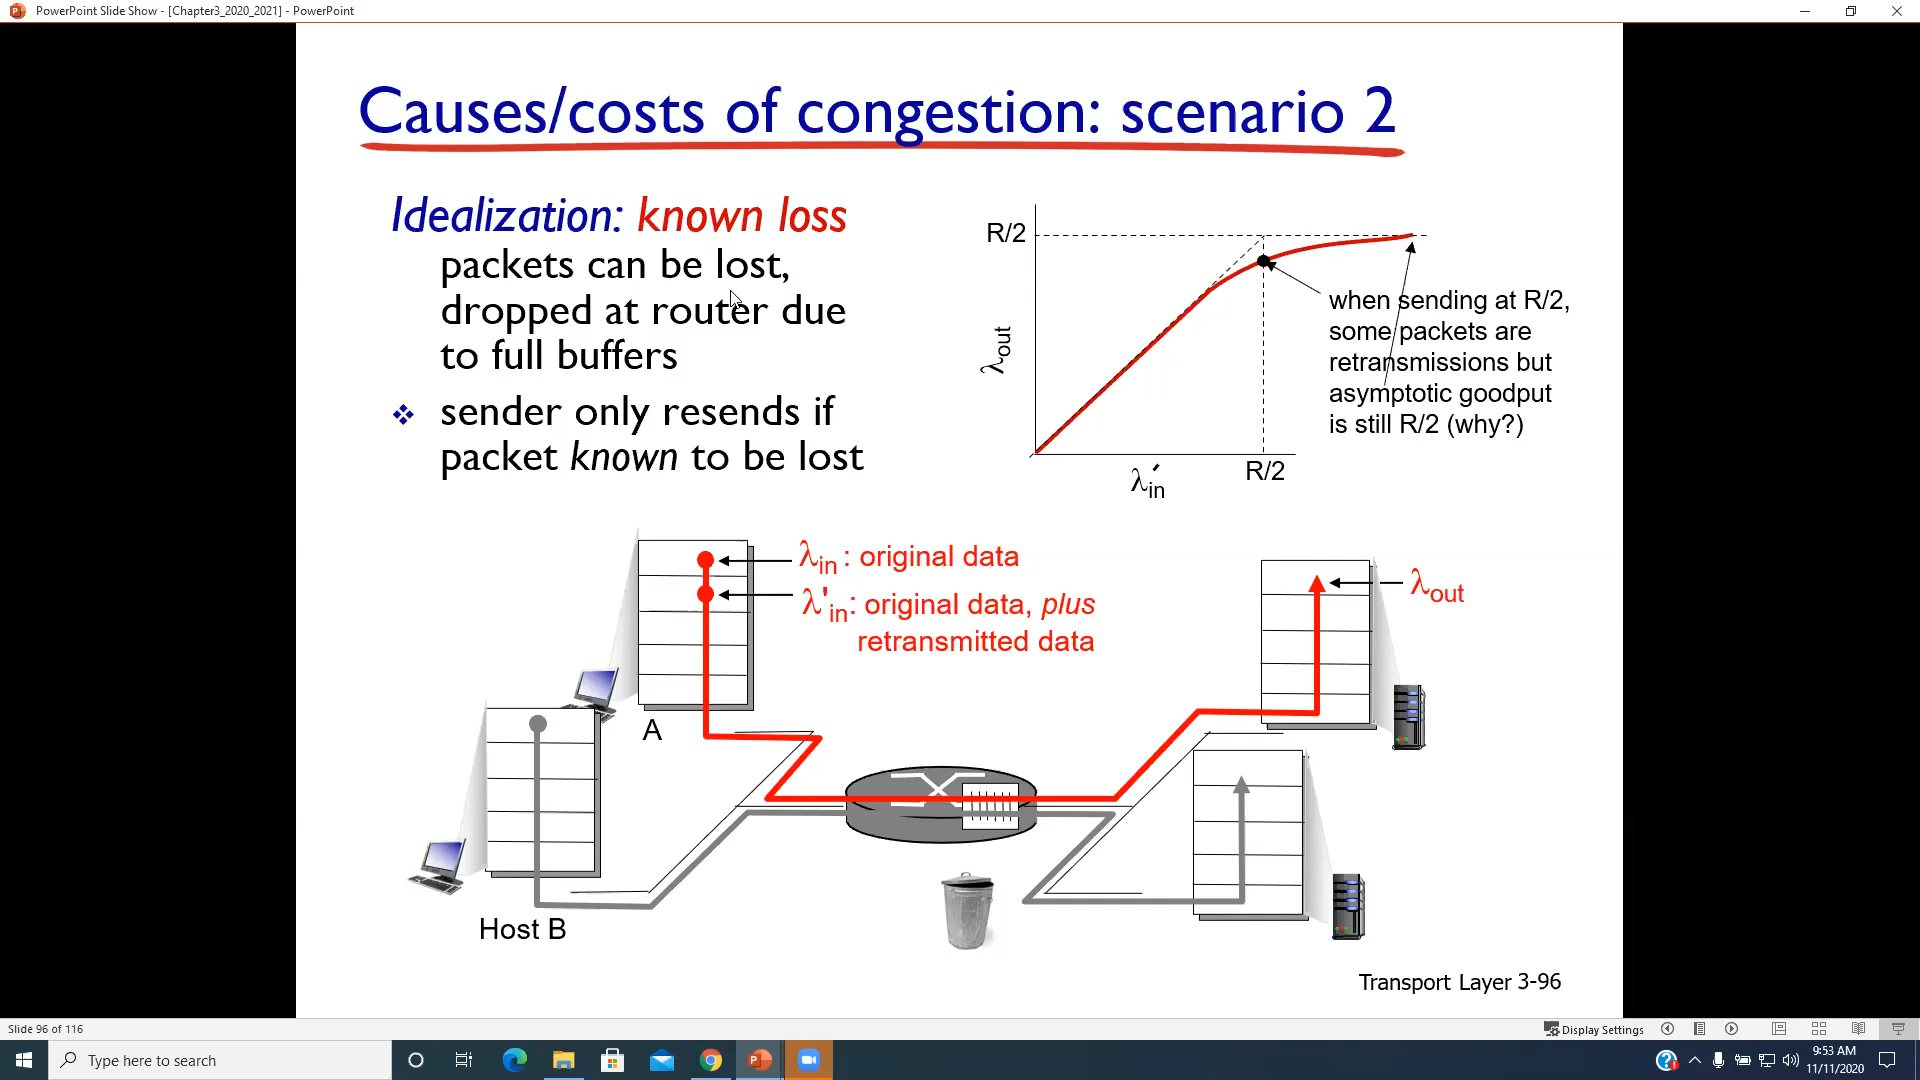 PowerPoint Slide Show - [Chapter3_2020_2021] - PowerPoint
Causes/costs of congestion: scenario 2
Idealization: known loss
packets can be lost,
dropped at router due
to full buffers
❖ sender only resends if
packet known to be lost
R/2
λout
λ′in
R/2
when sending at R/2,
some packets are
retransmissions but
asymptotic goodput
is still R/2 (why?)
λin : original data
λ'in: original data, plus
retransmitted data
λout
A
Host B
Transport Layer 3-96
Slide 96 of 116
Display Settings
Type here to search
9:53 AM
11/11/2020